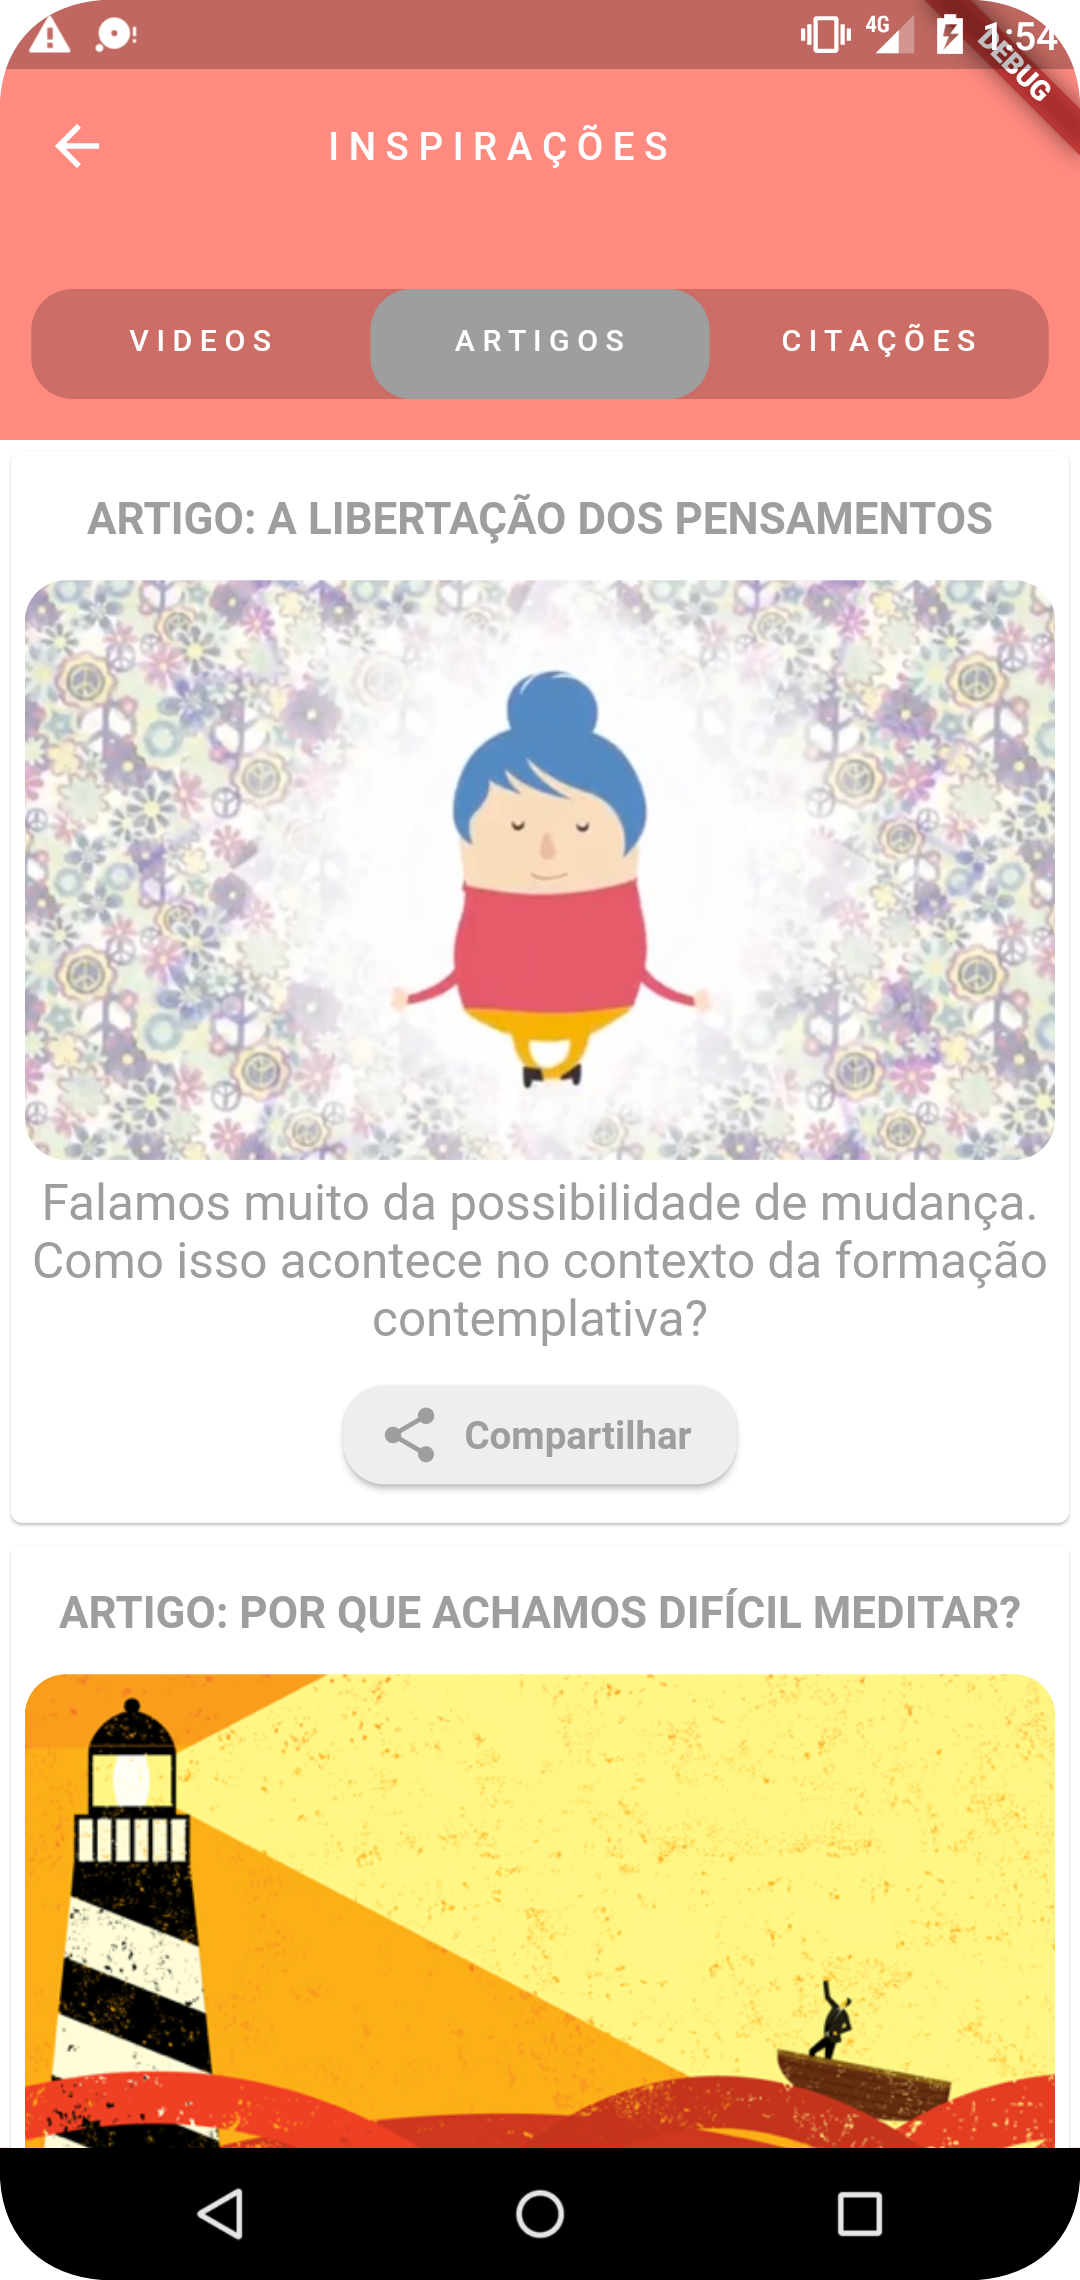 4G
1:54
DEBUG
INSPIRAÇÕES
VIDEOS
ARTIGOS
CITAÇÕES
ARTIGO: A LIBERTAÇÃO DOS PENSAMENTOS
Falamos muito da possibilidade de mudança.
Como isso acontece no contexto da formação
contemplativa?
Compartilhar
ARTIGO: POR QUE ACHAMOS DIFÍCIL MEDITAR?